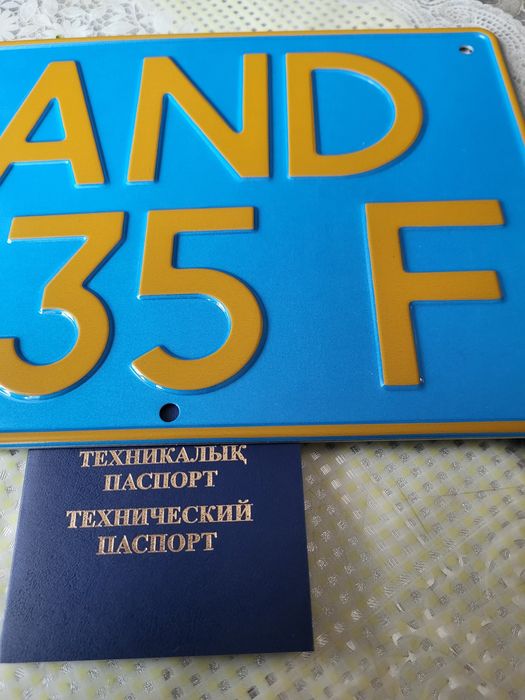 AND
35 F
ТЕХНИКАЛЫҚ
ПАСПОРТ
ТЕХНИЧЕСКИЙ
ПАСПОРТ